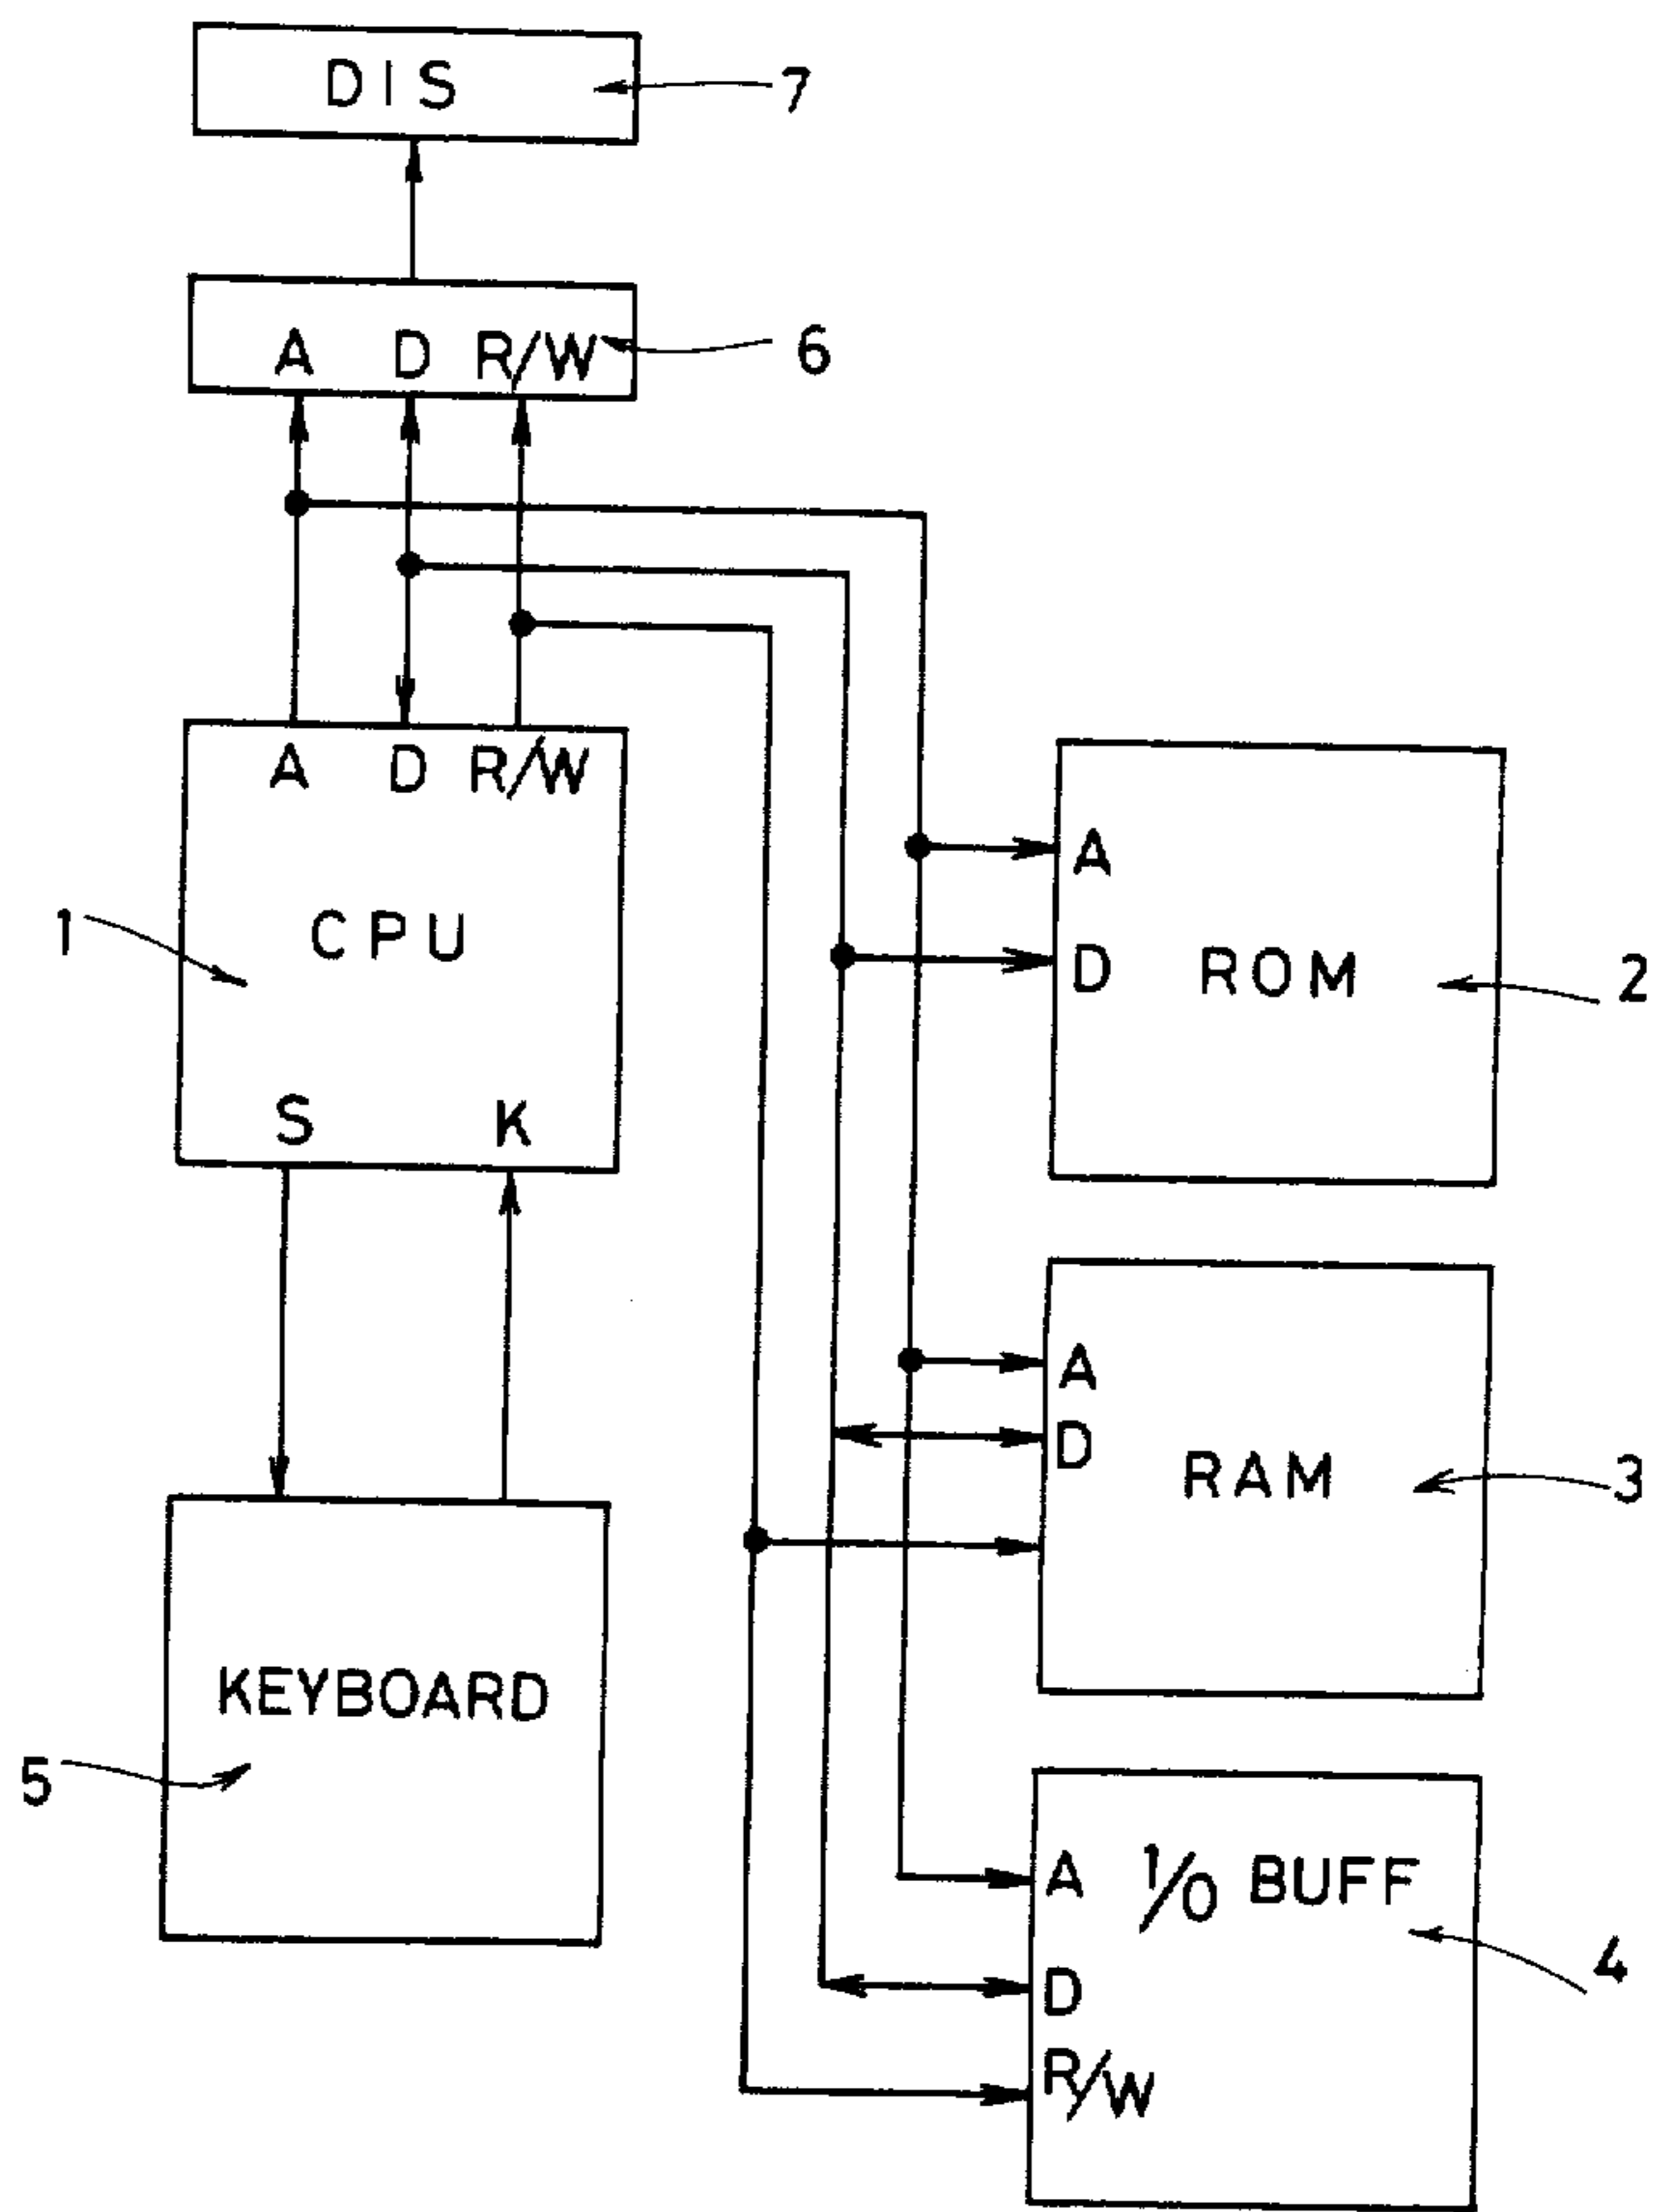 DIS
7
A D R/W
6
A D R/W
CPU
1
S K
KEYBOARD
5
A
D
ROM
2
A
D
RAM
3
A
I/O BUFF
D
R/W
4